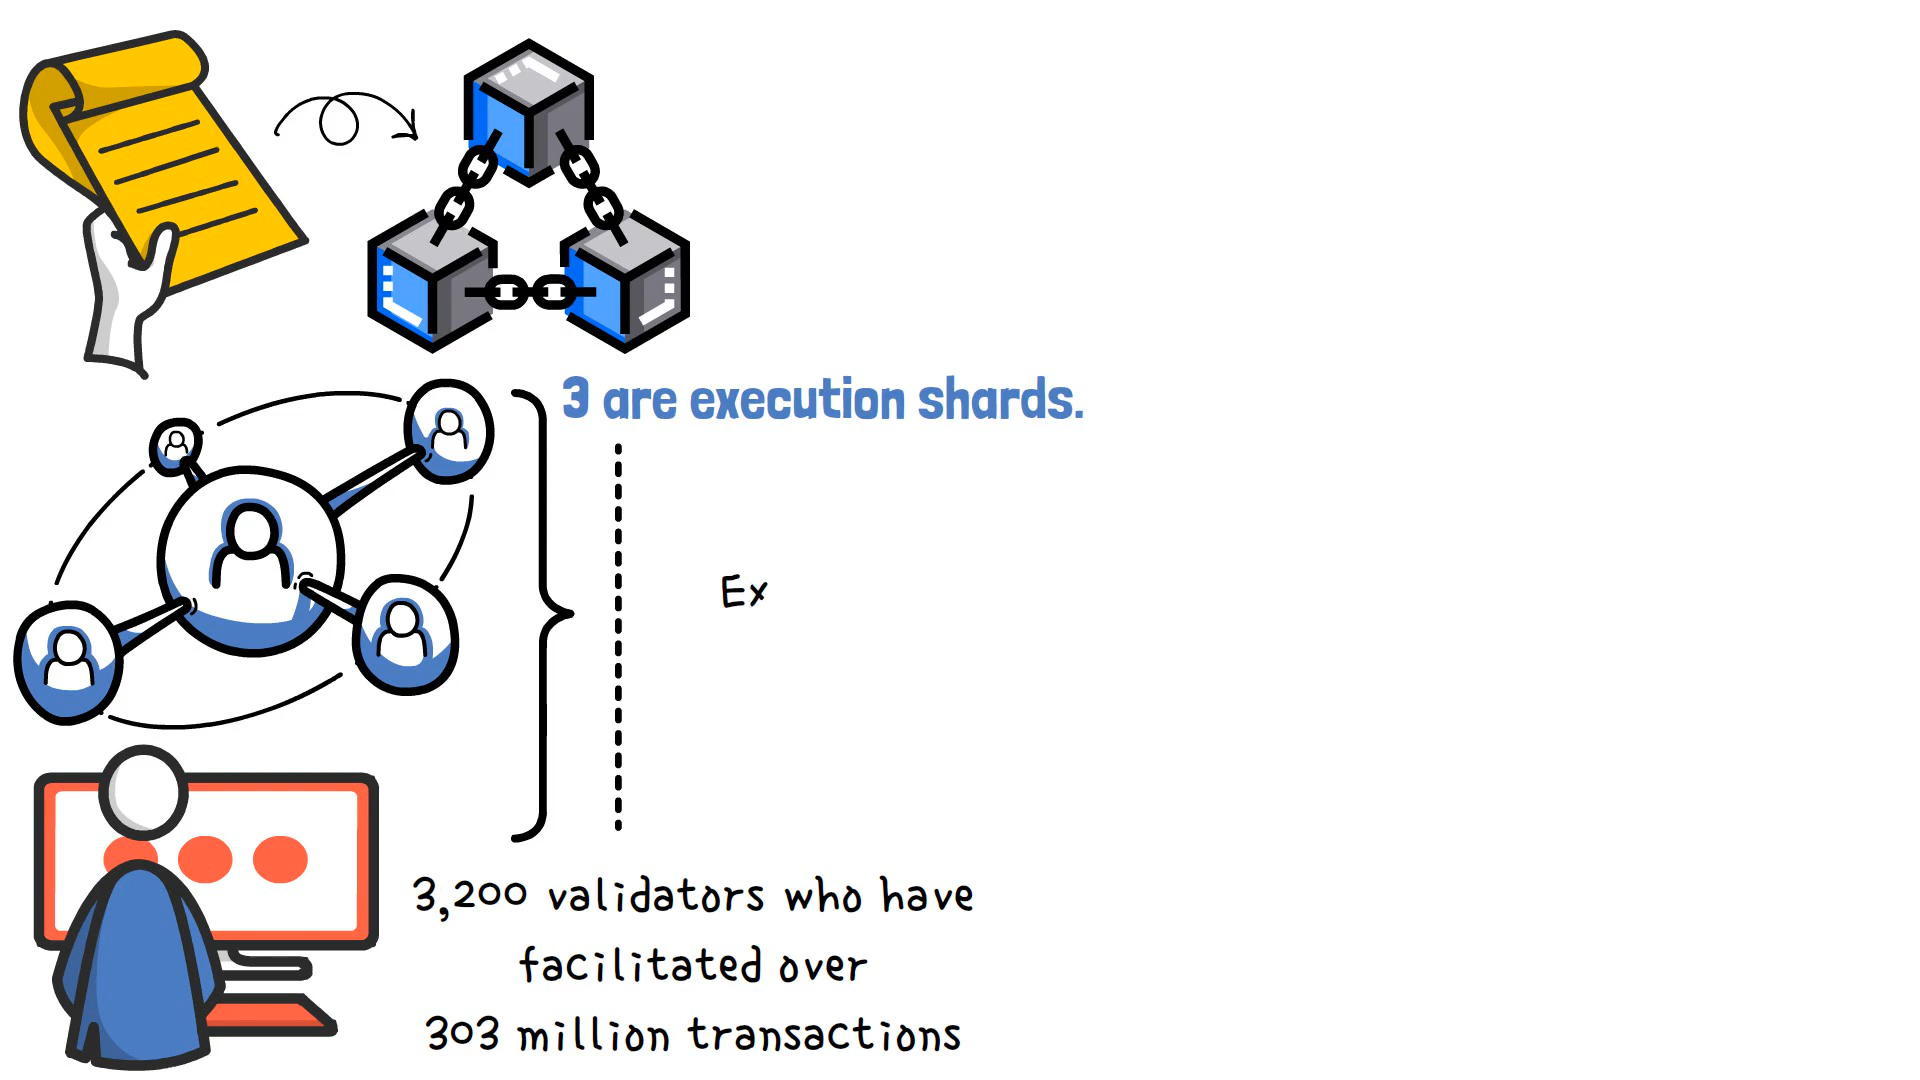 3 are execution shards.
Ex
3,200 validators who have
facilitated over
303 million transactions